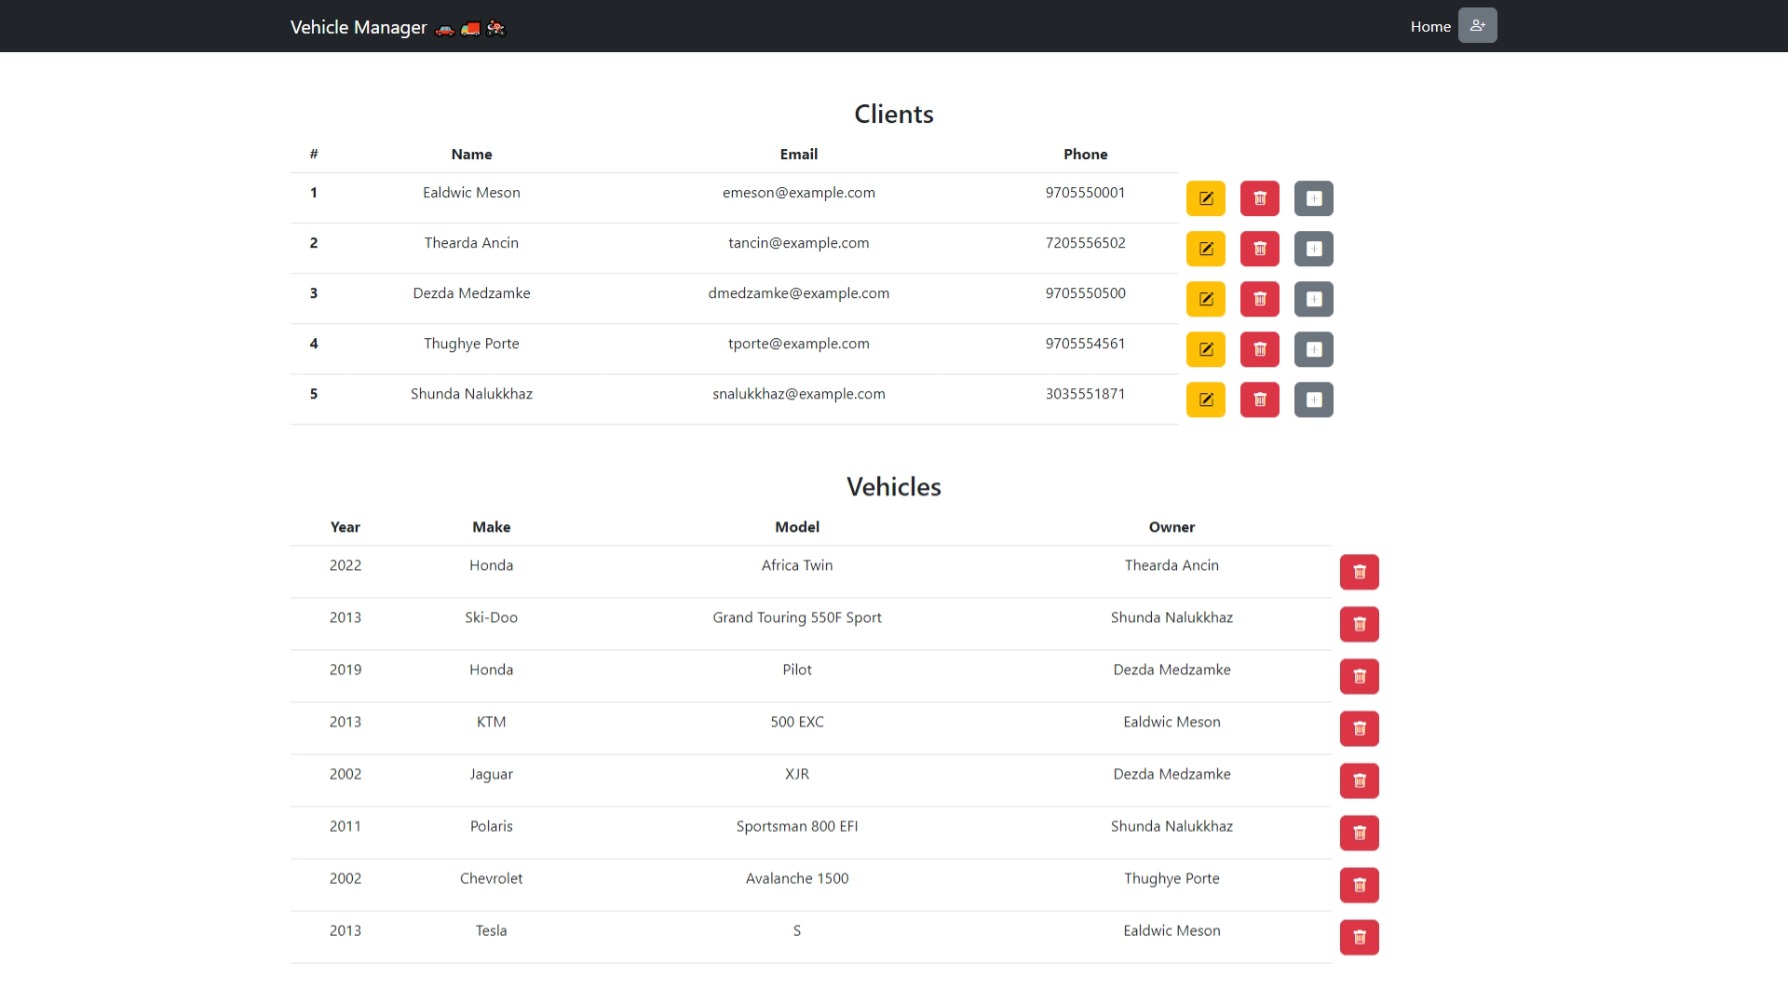 Vehicle Manager
Home
Clients
# Name Email Phone
1 Ealdwic Meson emeson@example.com 9705550001
2 Thearda Ancin tancin@example.com 7205556502
3 Dezda Medzamke dmedzamke@example.com 9705550500
4 Thughye Porte tporte@example.com 9705554561
5 Shunda Nalukkhaz snalukkhaz@example.com 3035551871
Vehicles
Year Make Model Owner
2022 Honda Africa Twin Thearda Ancin
2013 Ski-Doo Grand Touring 550F Sport Shunda Nalukkhaz
2019 Honda Pilot Dezda Medzamke
2013 KTM 500 EXC Ealdwic Meson
2002 Jaguar XJR Dezda Medzamke
2011 Polaris Sportsman 800 EFI Shunda Nalukkhaz
2002 Chevrolet Avalanche 1500 Thughye Porte
2013 Tesla S Ealdwic Meson